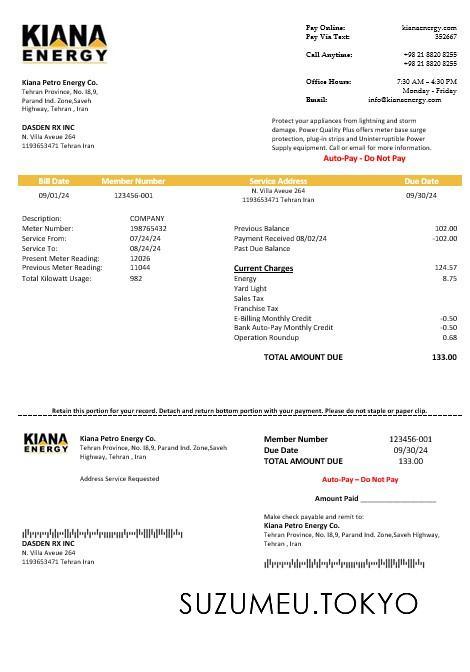 KIANA
ENERGY
Pay Online: kianaenergy.com
Pay Via Text: 352667
Call Anytime: +98 21 8820 8255
+98 21 8820 8255
Office Hours: 7:30 AM – 4:30 PM
Monday - Friday
Email: info@kianaenergy.com
Kiana Petro Energy Co.
Tehran Province, No. I8,9,
Parand Ind. Zone,Saveh
Highway, Tehran , Iran
DASDEN RX INC
N. Villa Aveue 264
1193653471 Tehran Iran
Protect your appliances from lightning and storm
damage. Power Quality Plus offers meter base surge
protection, plug-in strips and Uninterruptible Power
Supply equipment. Call or email for more information.
Auto-Pay - Do Not Pay
Bill Date Member Number Service Address Due Date
09/01/24 123456-001 N. Villa Aveue 264 09/30/24
1193653471 Tehran Iran
Description: COMPANY
Meter Number: 198765432
Service From: 07/24/24
Service To: 08/24/24
Present Meter Reading: 12026
Previous Meter Reading: 11044
Total Kilowatt Usage: 982
Previous Balance 102.00
Payment Received 08/02/24 -102.00
Past Due Balance
Current Charges 124.57
Energy 8.75
Yard Light
Sales Tax
Franchise Tax
E-Billing Monthly Credit -0.50
Bank Auto-Pay Monthly Credit -0.50
Operation Roundup 0.68
TOTAL AMOUNT DUE 133.00
Retain this portion for your record. Detach and return bottom portion with your payment. Please do not staple or paper clip.
KIANA
ENERGY
Kiana Petro Energy Co.
Tehran Province, No. I8,9, Parand Ind. Zone,Saveh
Highway, Tehran , Iran
Address Service Requested
Member Number 123456-001
Due Date 09/30/24
TOTAL AMOUNT DUE 133.00
Auto-Pay – Do Not Pay
Amount Paid ____________________
Make check payable and remit to:
Kiana Petro Energy Co.
Tehran Province, No. I8,9, Parand Ind. Zone,Saveh Highway,
Tehran , Iran
DASDEN RX INC
N. Villa Aveue 264
1193653471 Tehran Iran
SUZUMEU.TOKYO